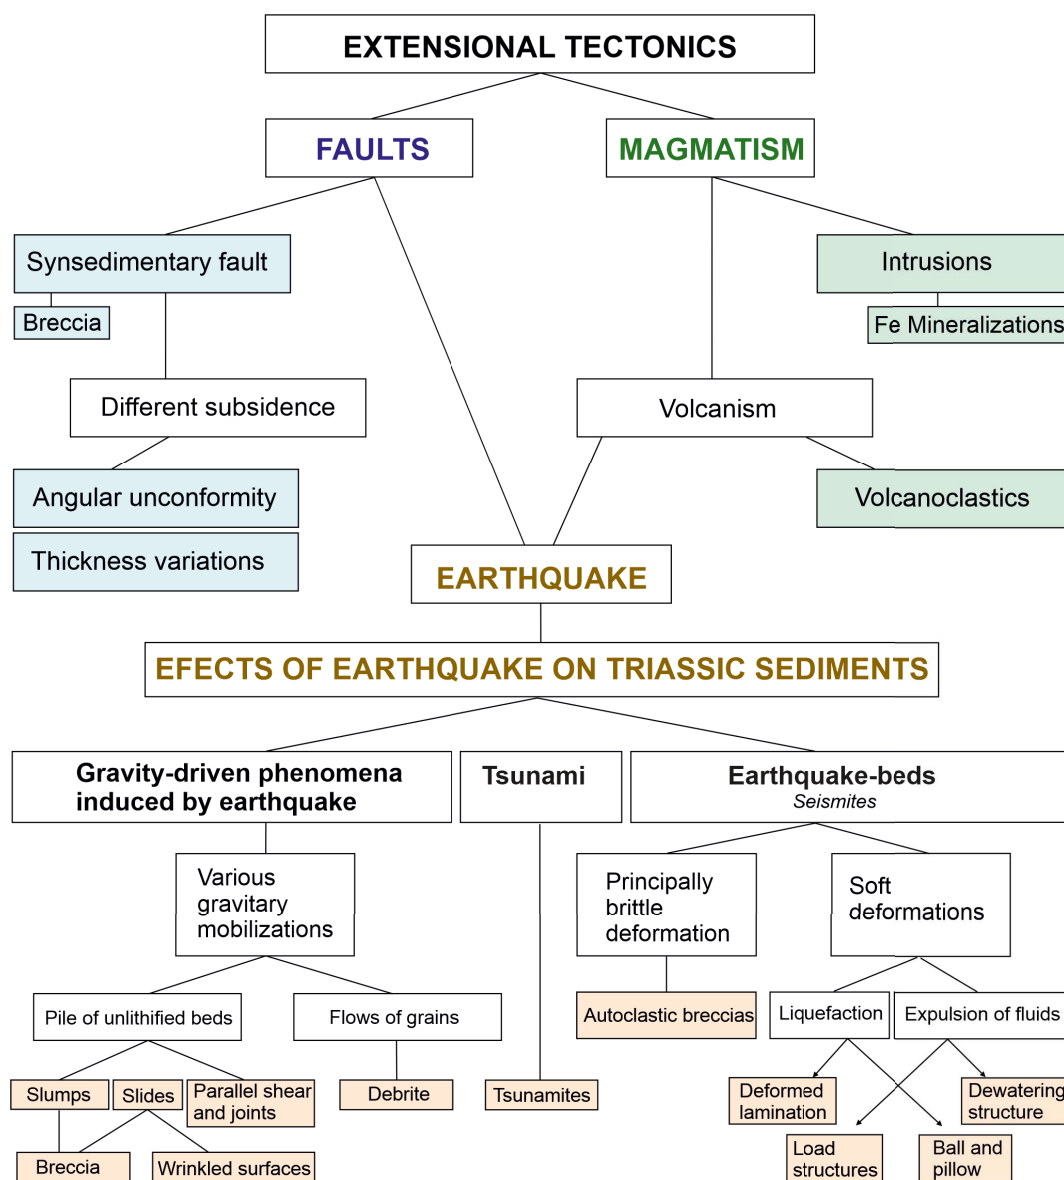 EXTENSIONAL TECTONICS
FAULTS
MAGMATISM
Synsedimentary fault
Intrusions
Breccia
Fe Mineralizations
Different subsidence
Volcanism
Angular unconformity
Volcanoclastics
Thickness variations
EARTHQUAKE
EFECTS OF EARTHQUAKE ON TRIASSIC SEDIMENTS
Gravity-driven phenomena
induced by earthquake
Tsunami
Earthquake-beds
Seismites
Various
gravitary
mobilizations
Principally
brittle
deformation
Soft
deformations
Pile of unlithified beds
Flows of grains
Autoclastic breccias
Liquefaction
Expulsion of fluids
Slumps
Slides
Parallel shear
and joints
Debrite
Tsunamites
Deformed
lamination
Dewatering
structure
Breccia
Wrinkled surfaces
Load
structures
Ball and
pillow